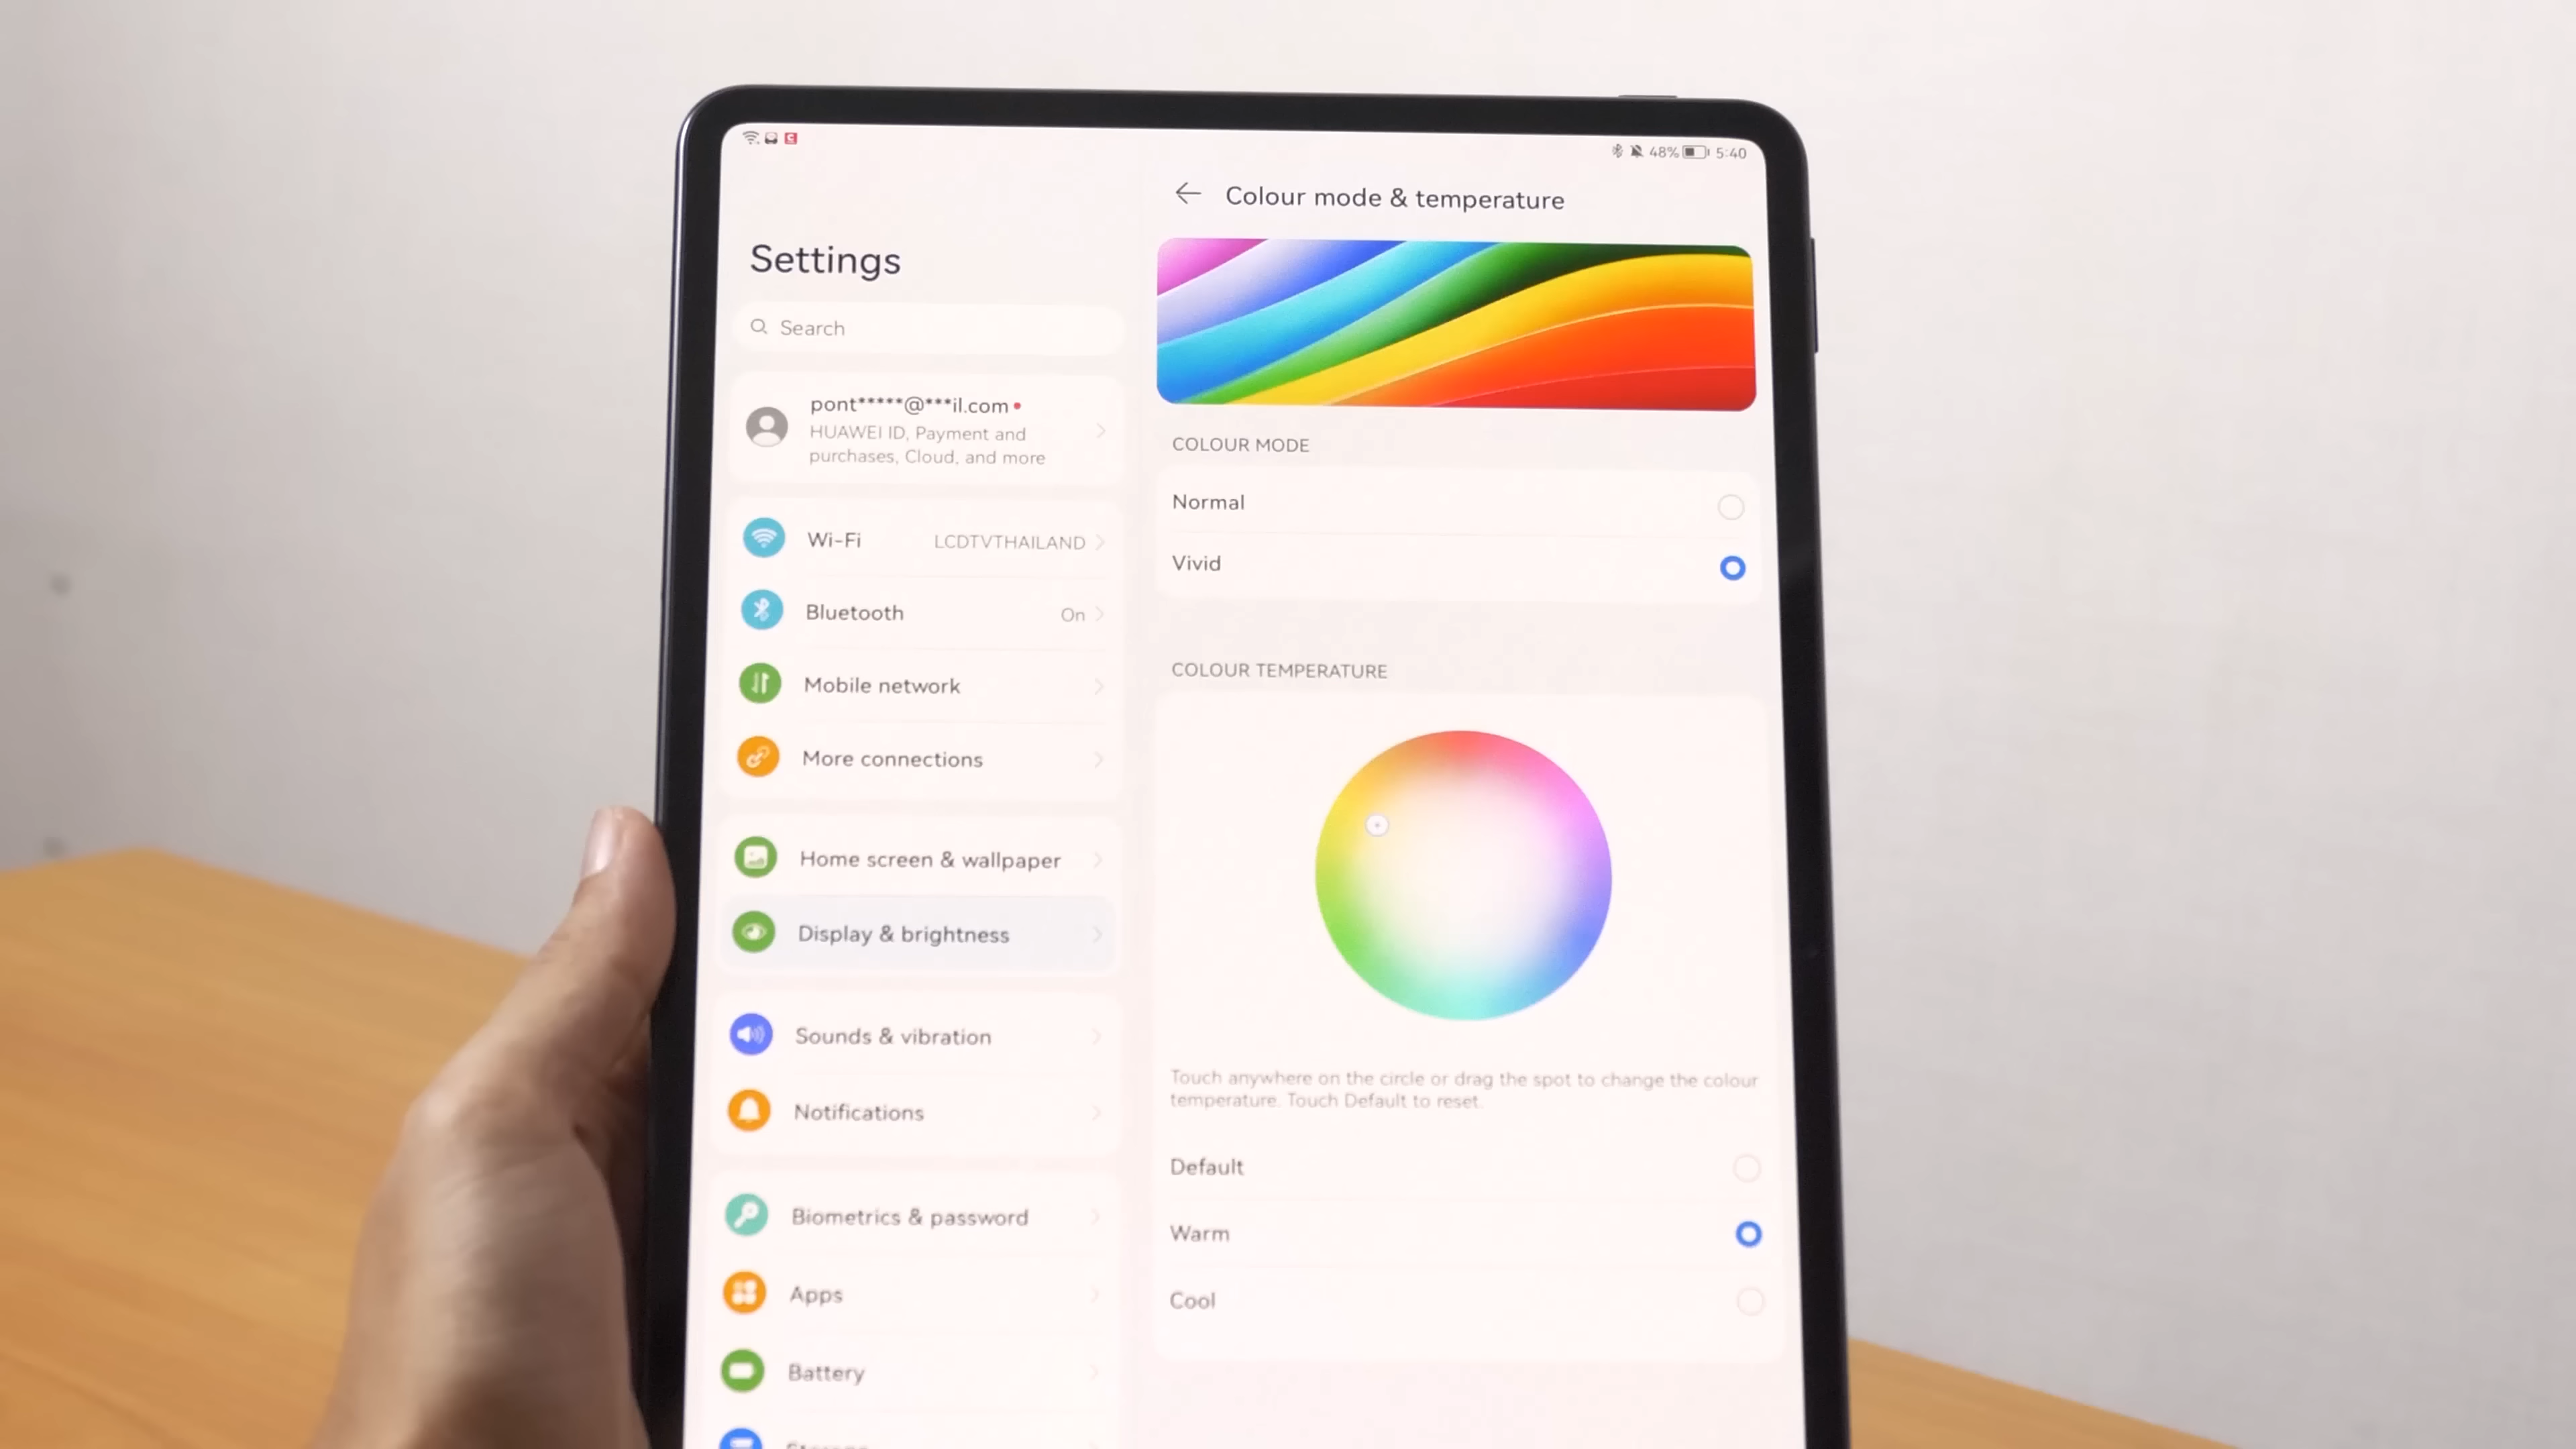 48% 5:40
Settings
Search
pont*****@***il.com
HUAWEI ID, Payment and
purchases, Cloud, and more
Wi-Fi LCDTVTHAILAND
Bluetooth On
Mobile network
More connections
Home screen & wallpaper
Display & brightness
Sounds & vibration
Notifications
Biometrics & password
Apps
Battery
Colour mode & temperature
COLOUR MODE
Normal
Vivid
COLOUR TEMPERATURE
Touch anywhere on the circle or drag the spot to change the colour
temperature. Touch Default to reset.
Default
Warm
Cool